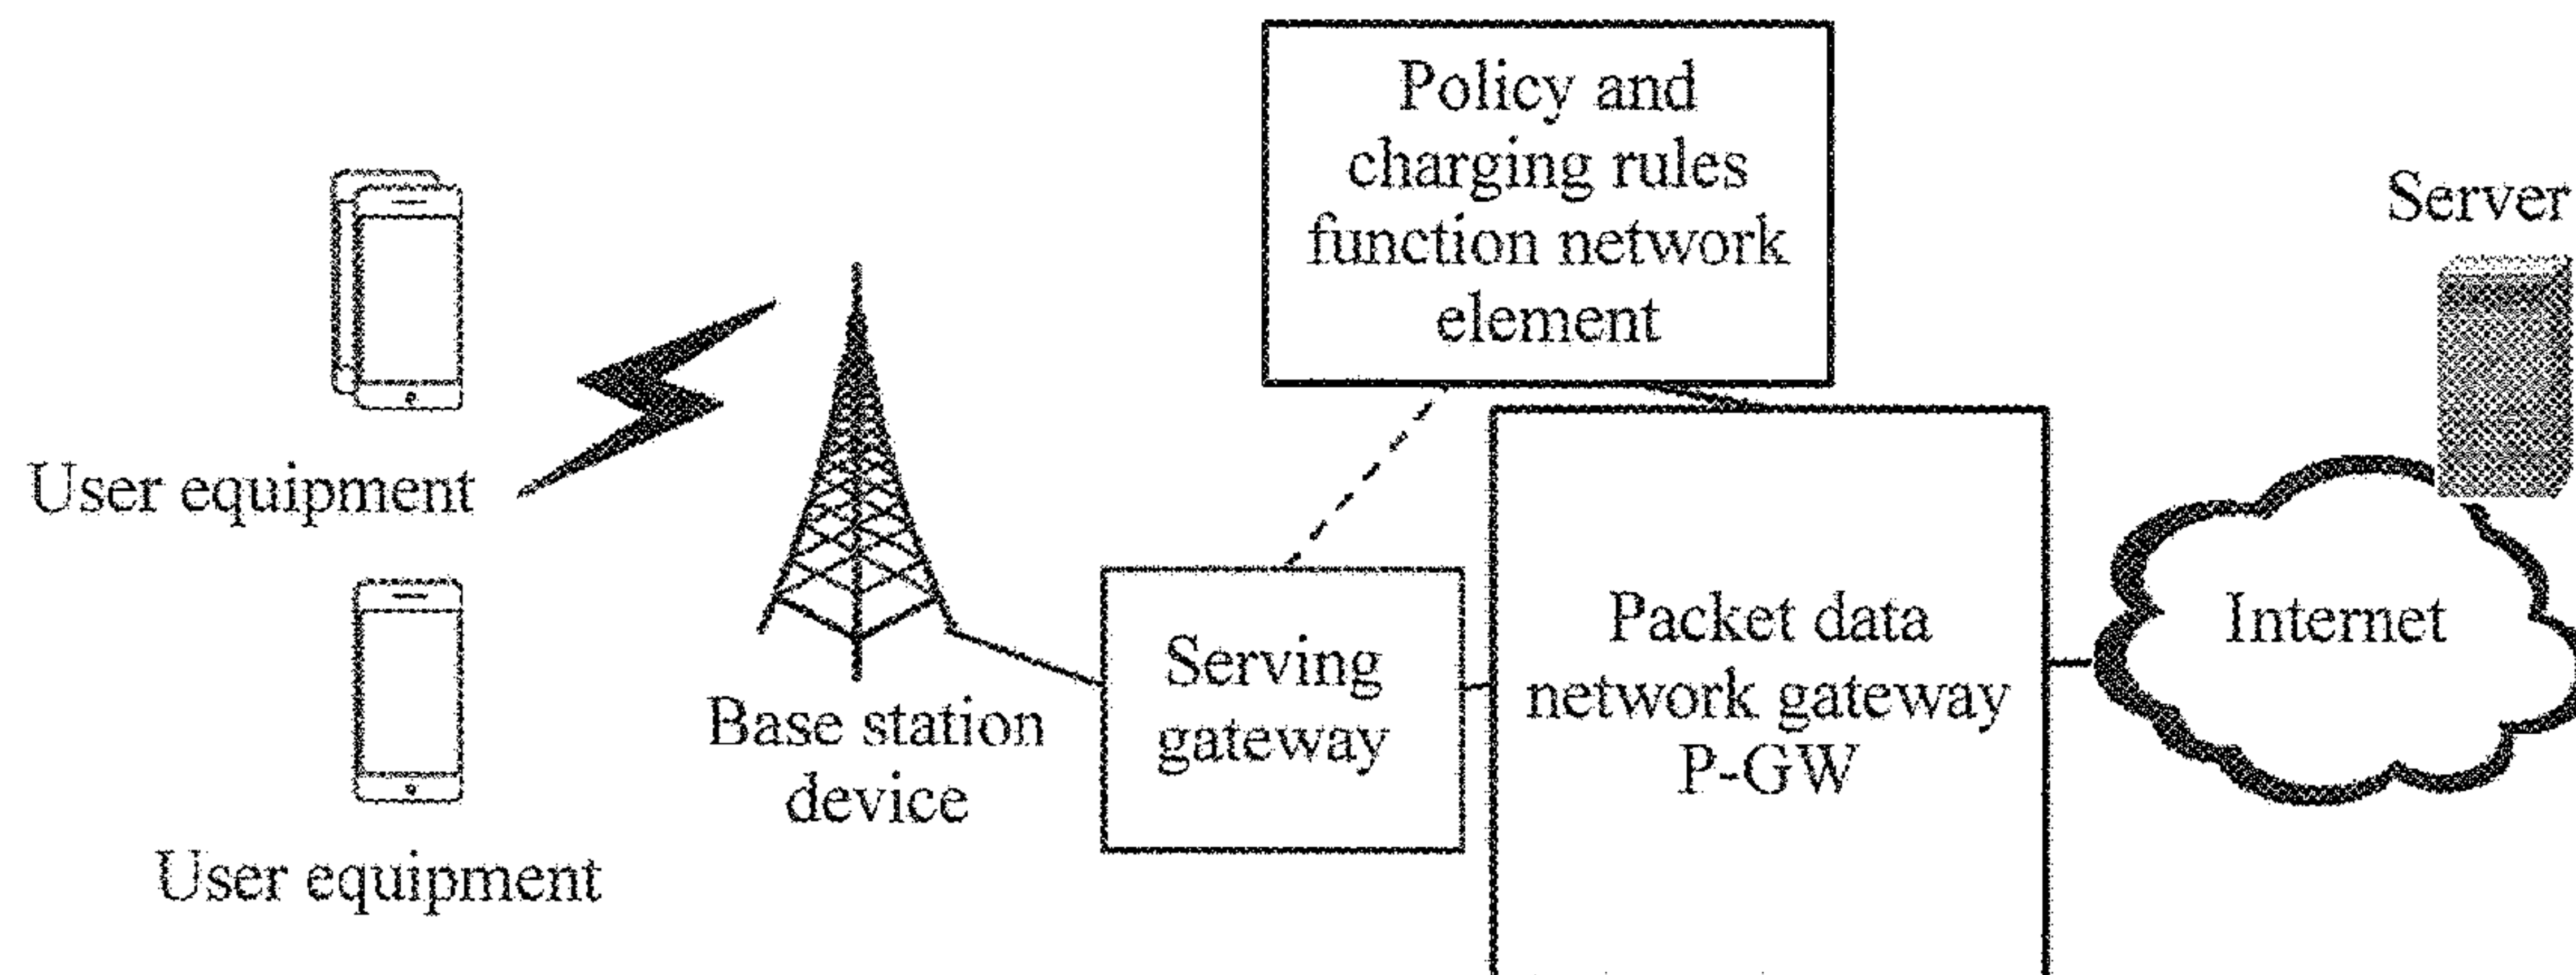 Policy and
charging rules
function network
element
Server
User equipment
Base station
device
Serving
gateway
Packet data
network gateway
P-GW
Internet
User equipment